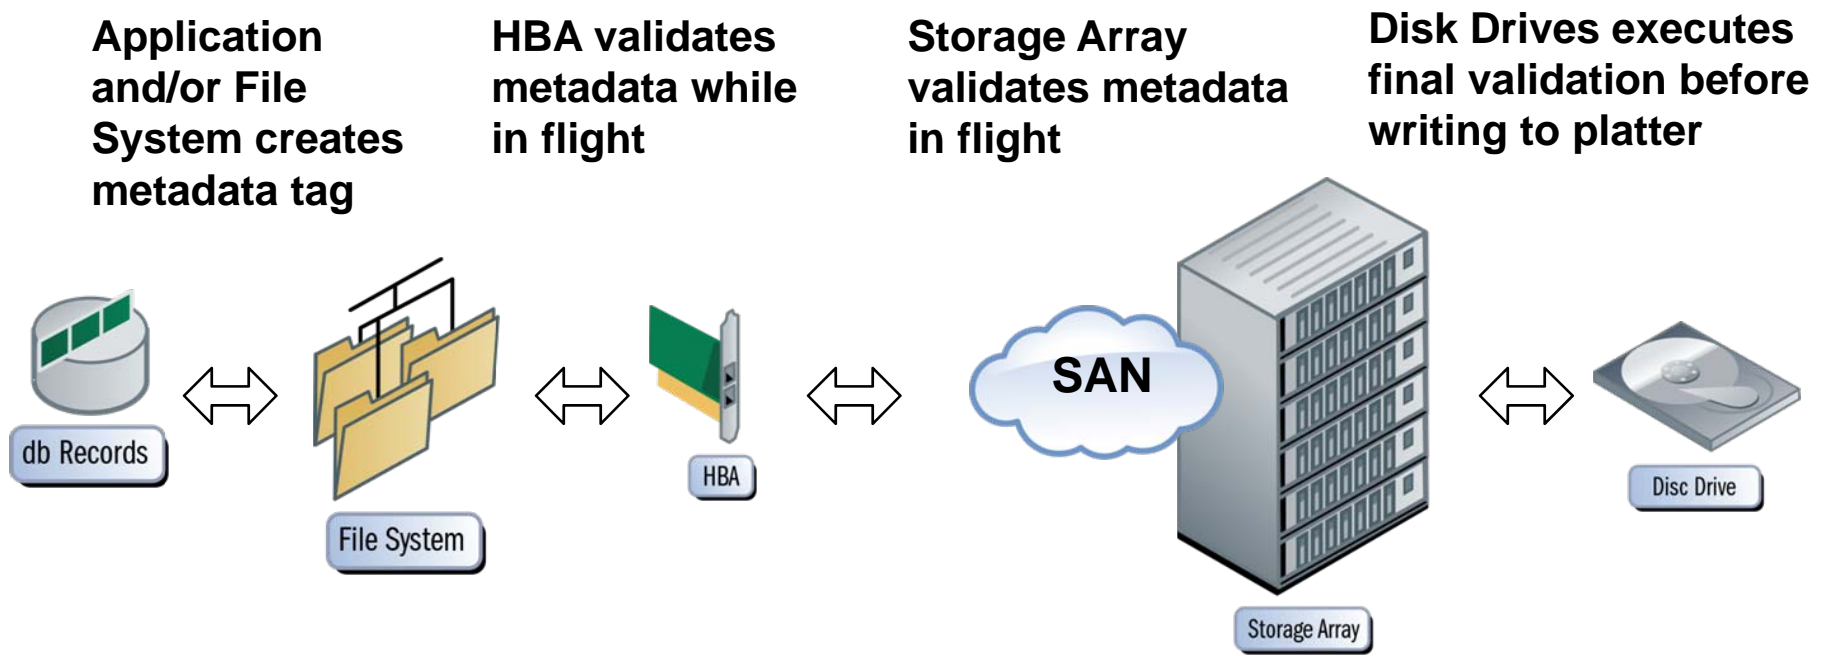 Application
and/or File
System creates
metadata tag
HBA validates
metadata while
in flight
Storage Array
validates metadata
in flight
Disk Drives executes
final validation before
writing to platter
db Records
File System
HBA
SAN
Storage Array
Disc Drive